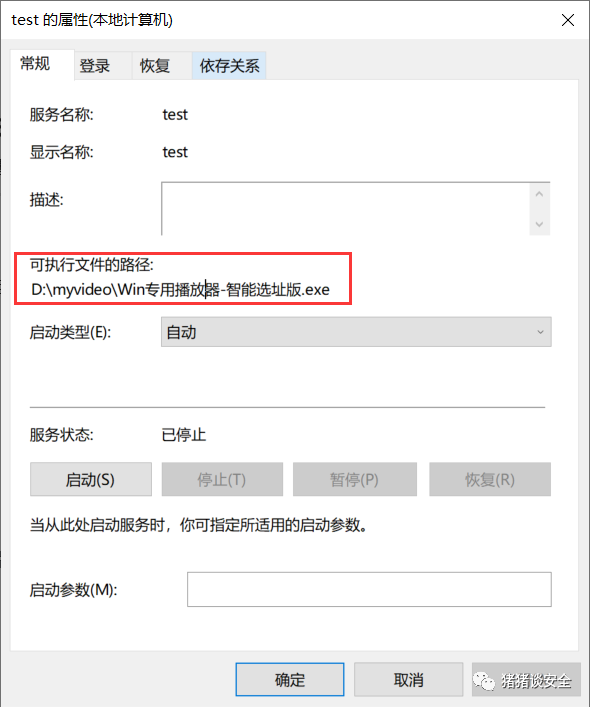 test 的属性(本地计算机)
常规 登录 恢复 依存关系
服务名称: test
显示名称: test
描述:
可执行文件的路径:
D:\myvideo\Win专用播放器-智能选址版.exe
启动类型(E): 自动
服务状态: 已停止
启动(S) 停止(T) 暂停(P) 恢复(R)
当从此处启动服务时，你可指定所适用的启动参数。
启动参数(M):
确定 取消 猪猪谈安全